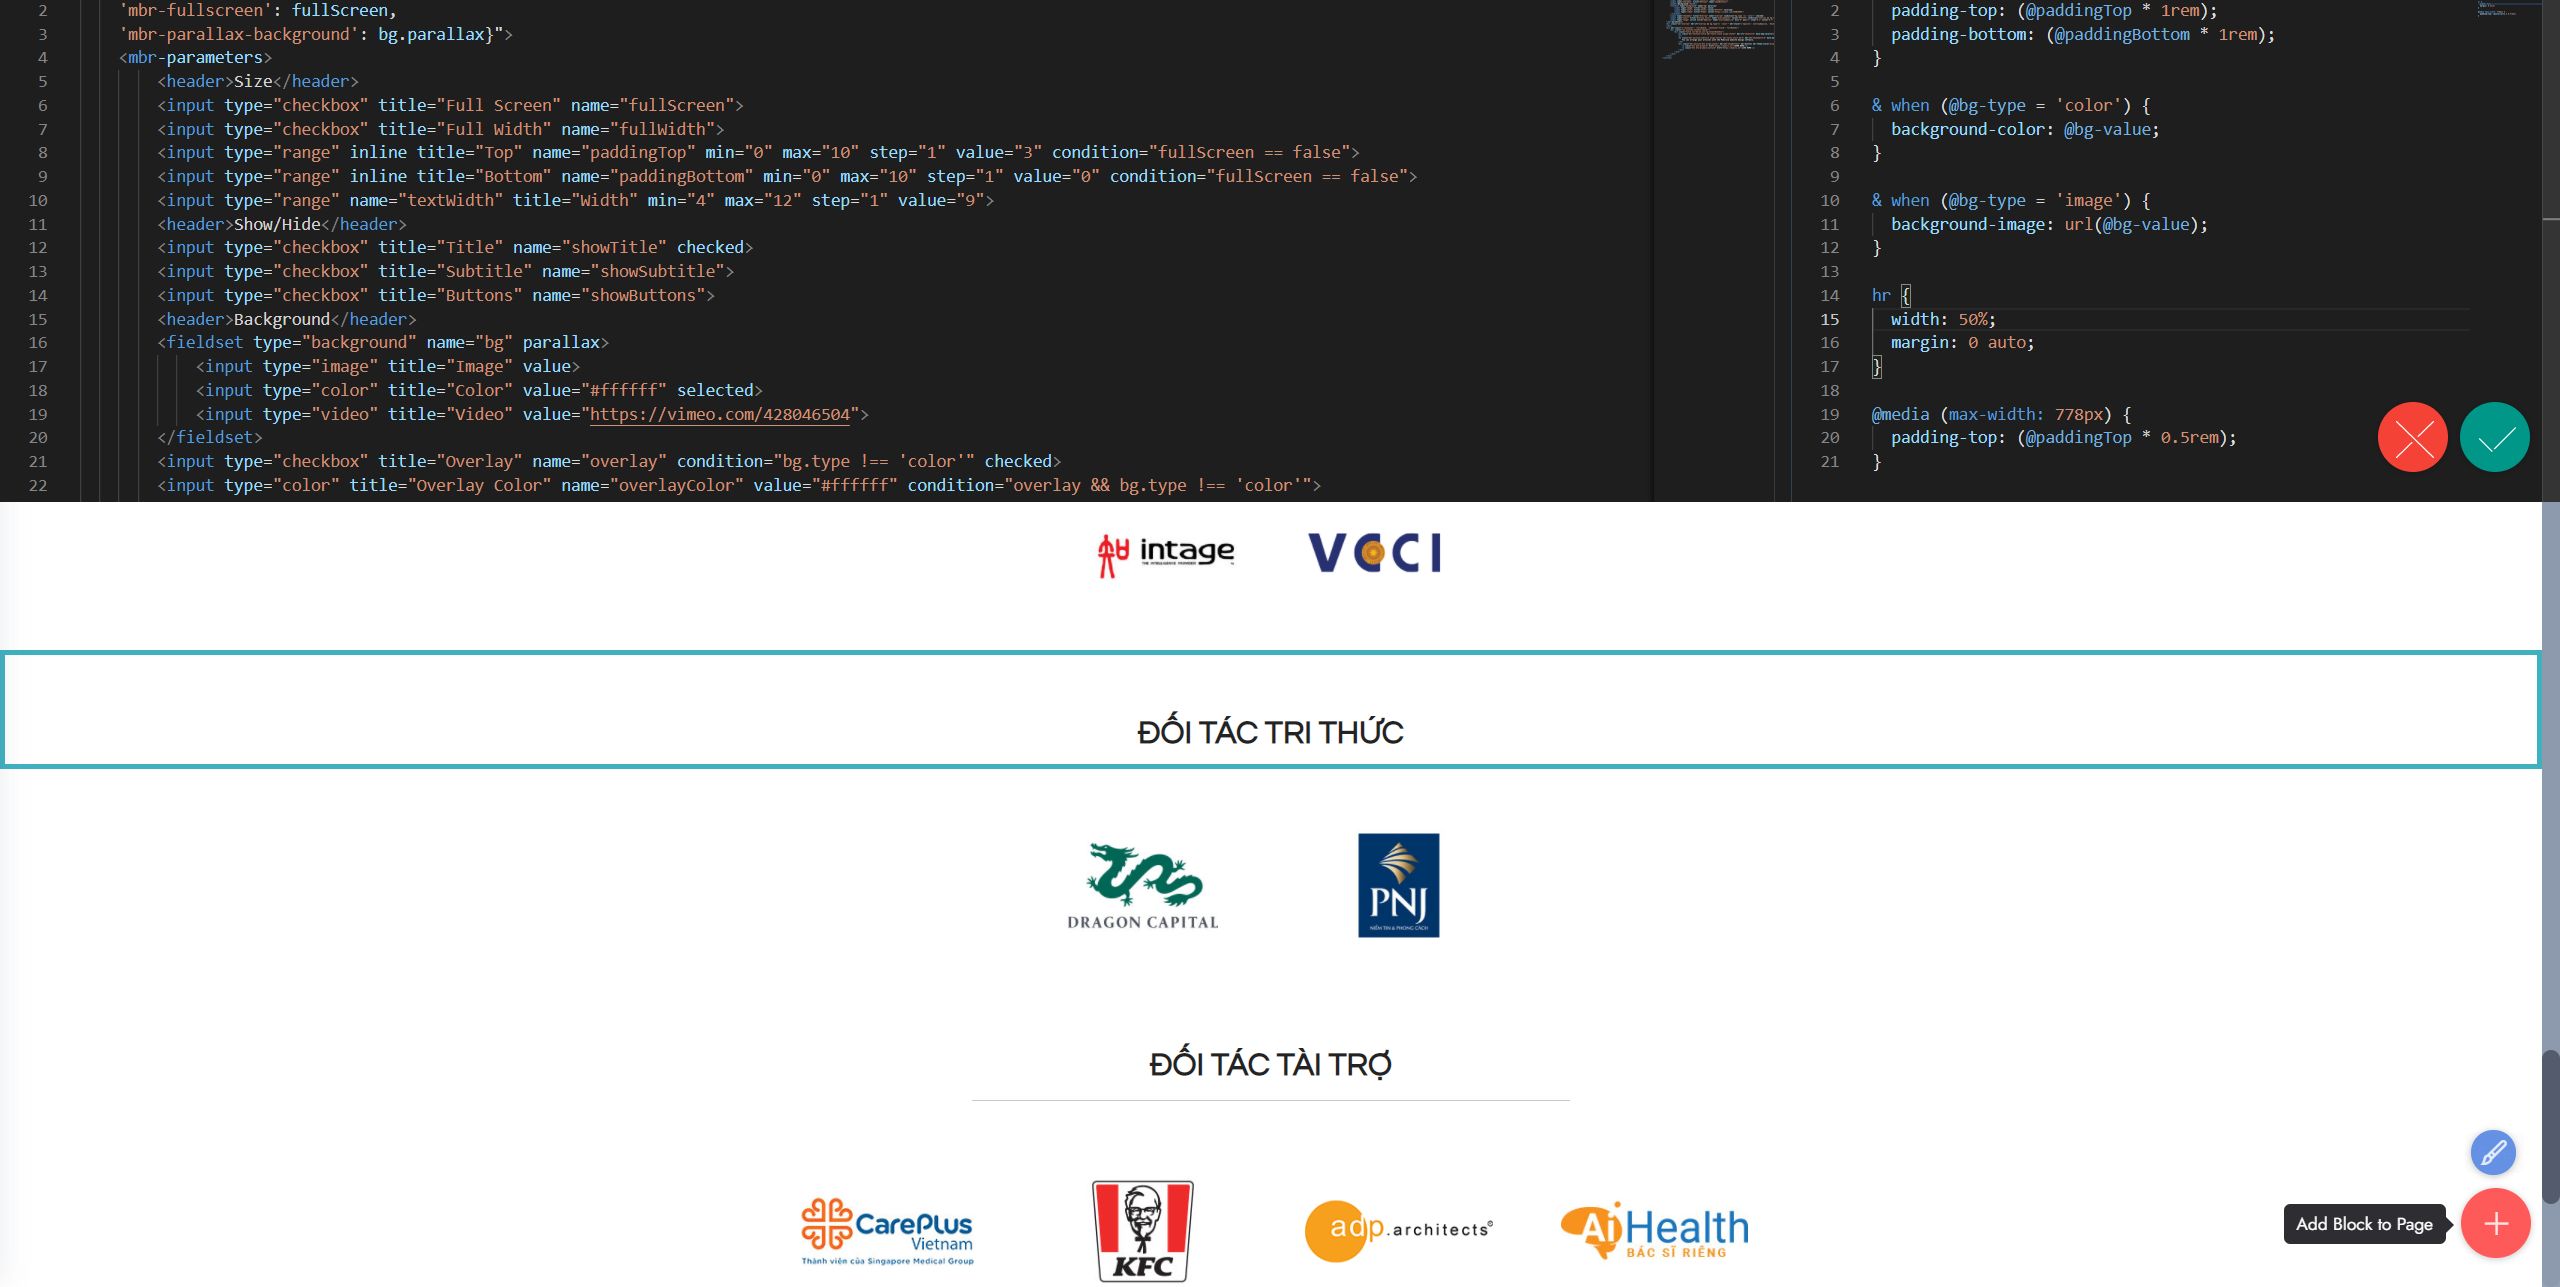 2 'mbr-fullscreen': fullScreen,
3 'mbr-parallax-background': bg.parallax}">
4 <mbr-parameters>
5 <header>Size</header>
6 <input type="checkbox" title="Full Screen" name="fullScreen">
7 <input type="checkbox" title="Full Width" name="fullWidth">
8 <input type="range" inline title="Top" name="paddingTop" min="0" max="10" step="1" value="3" condition="fullScreen == false">
9 <input type="range" inline title="Bottom" name="paddingBottom" min="0" max="10" step="1" value="0" condition="fullScreen == false">
10 <input type="range" name="textWidth" title="Width" min="4" max="12" step="1" value="9">
11 <header>Show/Hide</header>
12 <input type="checkbox" title="Title" name="showTitle" checked>
13 <input type="checkbox" title="Subtitle" name="showSubtitle">
14 <input type="checkbox" title="Buttons" name="showButtons">
15 <header>Background</header>
16 <fieldset type="background" name="bg" parallax>
17 <input type="image" title="Image" value>
18 <input type="color" title="Color" value="#ffffff" selected>
19 <input type="video" title="Video" value="https://vimeo.com/428046504">
20 </fieldset>
21 <input type="checkbox" title="Overlay" name="overlay" condition="bg.type !== 'color'" checked>
22 <input type="color" title="Overlay Color" name="overlayColor" value="#ffffff" condition="overlay && bg.type !== 'color'">
2 padding-top: (@paddingTop * 1rem);
3 padding-bottom: (@paddingBottom * 1rem);
4 }
5
6 & when (@bg-type = 'color') {
7 background-color: @bg-value;
8 }
9
10 & when (@bg-type = 'image') {
11 background-image: url(@bg-value);
12 }
13
14 hr {
15 width: 50%;
16 margin: 0 auto;
17 }
18
19 @media (max-width: 778px) {
20 padding-top: (@paddingTop * 0.5rem);
21 }
intage
THE INTELLIGENCE PROVIDER
VCCI
ĐỐI TÁC TRI THỨC
DRAGON CAPITAL
PNJ
NIỀM TIN & PHONG CÁCH
ĐỐI TÁC TÀI TRỢ
CarePlus
Vietnam
Thành viên của Singapore Medical Group
KFC
adp.architects©
AiHealth
BÁC SĨ RIÊNG
Add Block to Page